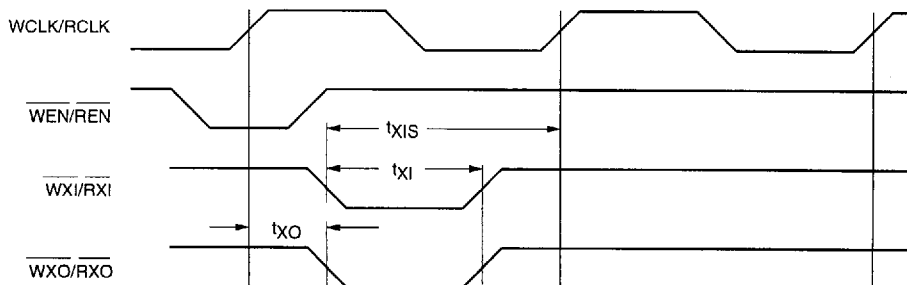 WCLK/RCLK
WEN/REN
tXIS
tXI
WXI/RXI
tXO
WXO/RXO